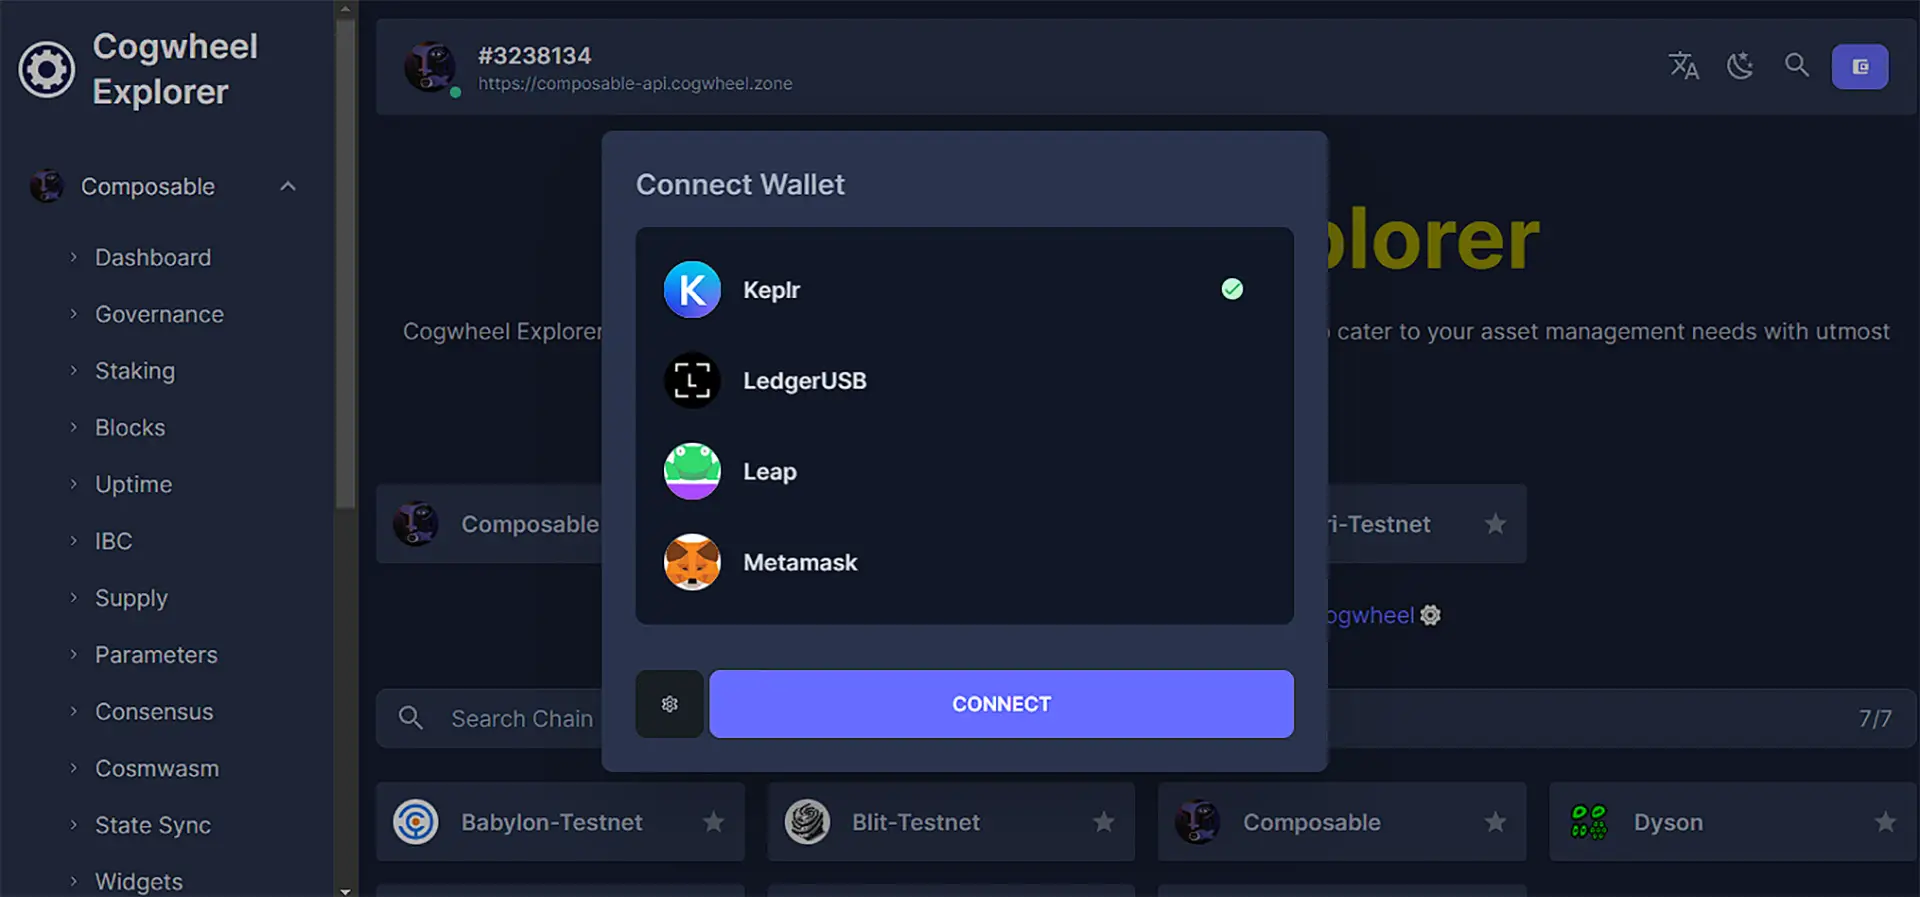 Cogwheel
Explorer
Composable
Dashboard
Governance
Staking
Blocks
Uptime
IBC
Supply
Parameters
Consensus
Cosmwasm
State Sync
Widgets
#3238134
https://composable-api.cogwheel.zone
plorer
Cogwheel Explorer
cater to your asset management needs with utmost
Connect Wallet
K Keplr
L LedgerUSB
Leap
Metamask
CONNECT
Composable
ri-Testnet
ogwheel
Search Chain
7/7
Babylon-Testnet
Blit-Testnet
Composable
Dyson